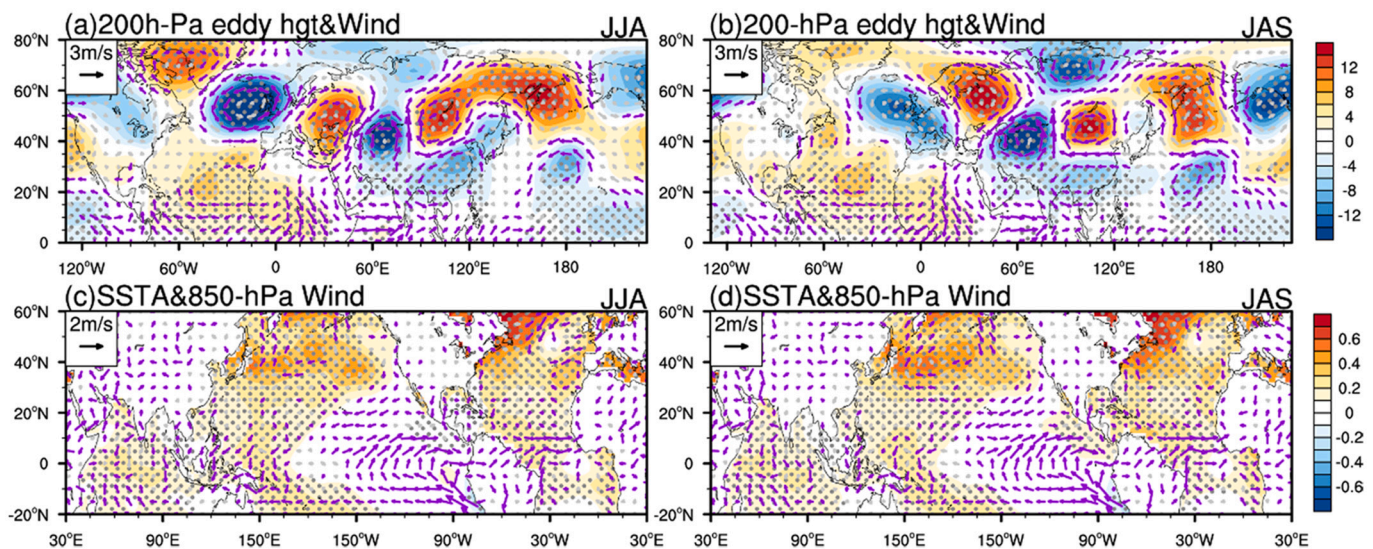 (a)200h-Pa eddy hgt&Wind JJA
(b)200-hPa eddy hgt&Wind JAS
80°N
60°N
40°N
20°N
0
3m/s
120°W 60°W 0 60°E 120°E 180
80°N
60°N
40°N
20°N
0
3m/s
120°W 60°W 0 60°E 120°E 180
12
8
4
0
-4
-8
-12
(c)SSTA&850-hPa Wind JJA
(d)SSTA&850-hPa Wind JAS
60°N
40°N
20°N
0
-20°N
2m/s
30°E 90°E 150°E 150°W 90°W 30°W 30°E
60°N
40°N
20°N
0
-20°N
2m/s
30°E 90°E 150°E 150°W 90°W 30°W 30°E
0.6
0.4
0.2
0
-0.2
-0.4
-0.6